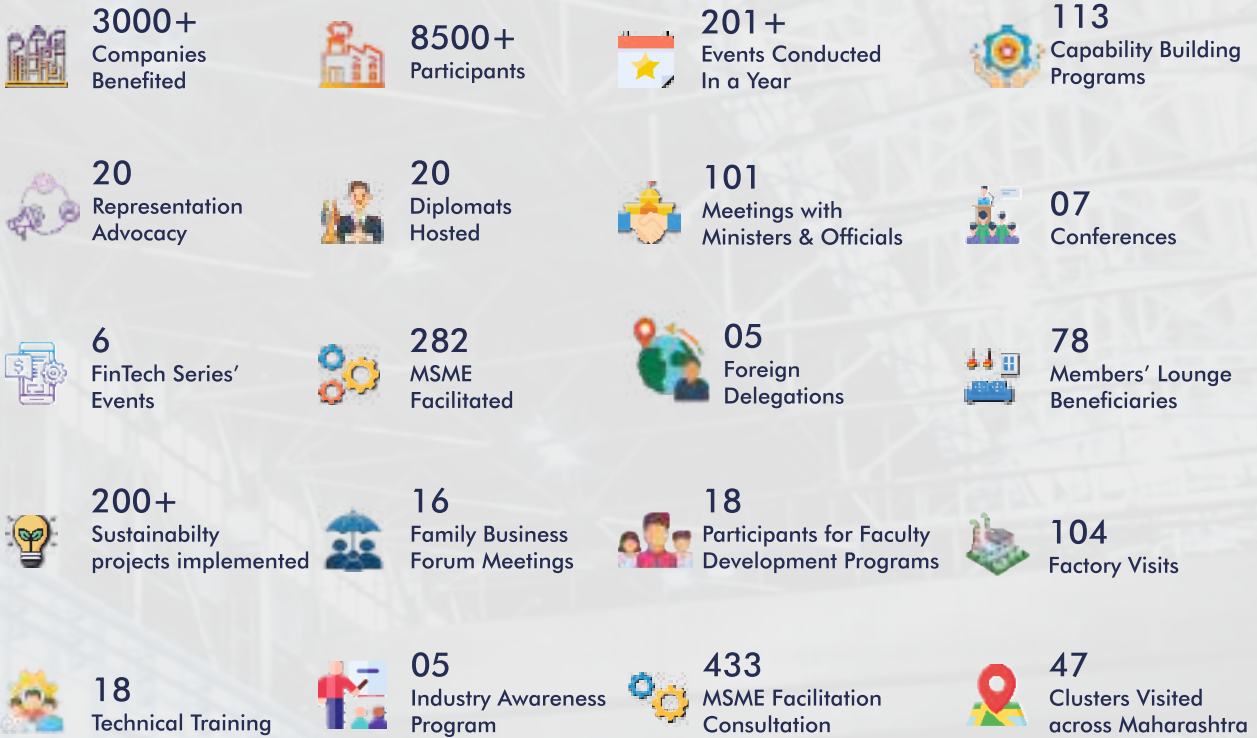 3000+
Companies
Benefited
8500+
Participants
201+
Events Conducted
In a Year
113
Capability Building
Programs
20
Representation
Advocacy
20
Diplomats
Hosted
101
Meetings with
Ministers & Officials
07
Conferences
6
FinTech Series’
Events
282
MSME
Facilitated
05
Foreign
Delegations
78
Members’ Lounge
Beneficiaries
200+
Sustainabilty
projects implemented
16
Family Business
Forum Meetings
18
Participants for Faculty
Development Programs
104
Factory Visits
18
Technical Training
05
Industry Awareness
Program
433
MSME Facilitation
Consultation
47
Clusters Visited
across Maharashtra